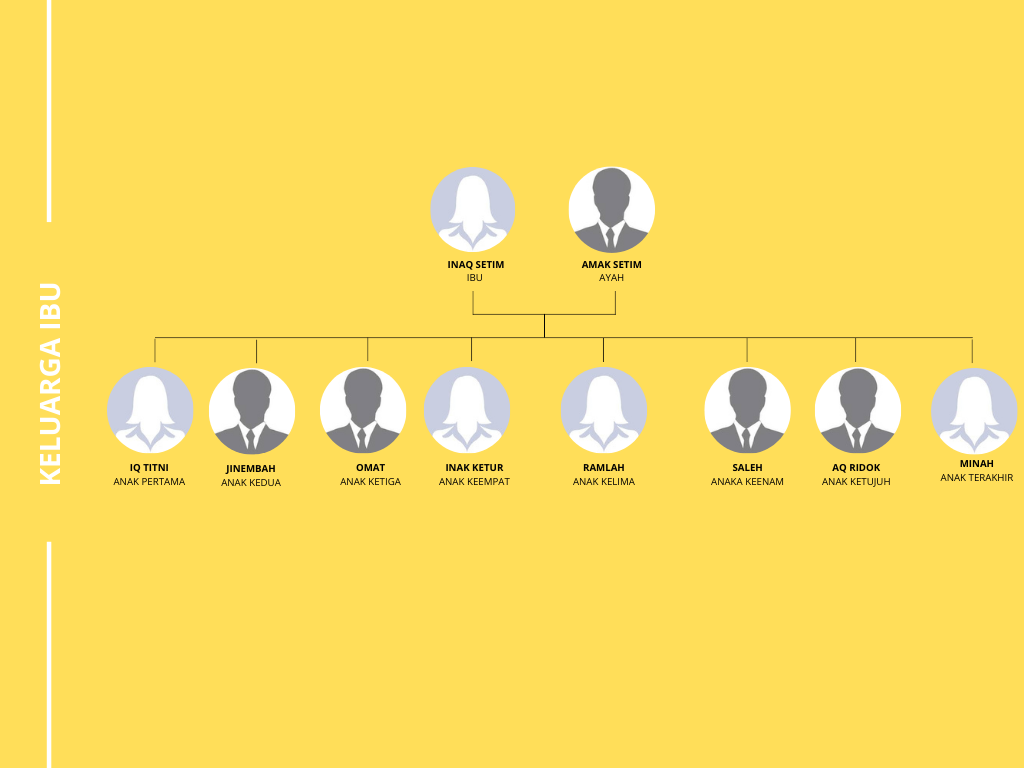 KELUARGA IBU
INAQ SETIM
IBU
AMAK SETIM
AYAH
IQ TITNI
ANAK PERTAMA
JINEMBAH
ANAK KEDUA
OMAT
ANAK KETIGA
INAK KETUR
ANAK KEEMPAT
RAMLAH
ANAK KELIMA
SALEH
ANAKA KEENAM
AQ RIDOK
ANAK KETUJUH
MINAH
ANAK TERAKHIR